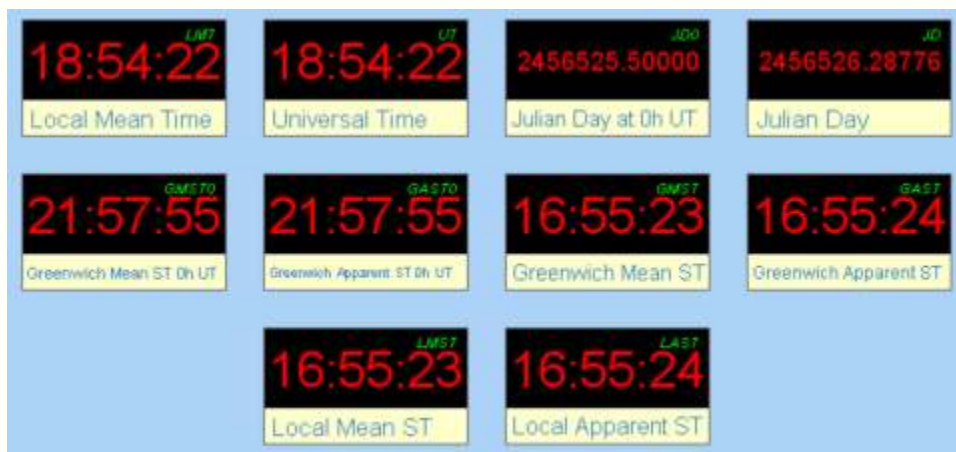 LMT
18:54:22
Local Mean Time
UT
18:54:22
Universal Time
JD0
2456525.50000
Julian Day at 0h UT
JD
2456526.28776
Julian Day
GMST0
21:57:55
Greenwich Mean ST 0h UT
GAST0
21:57:55
Greenwich Apparent ST 0h UT
GMST
16:55:23
Greenwich Mean ST
GAST
16:55:24
Greenwich Apparent ST
LMST
16:55:23
Local Mean ST
LAST
16:55:24
Local Apparent ST